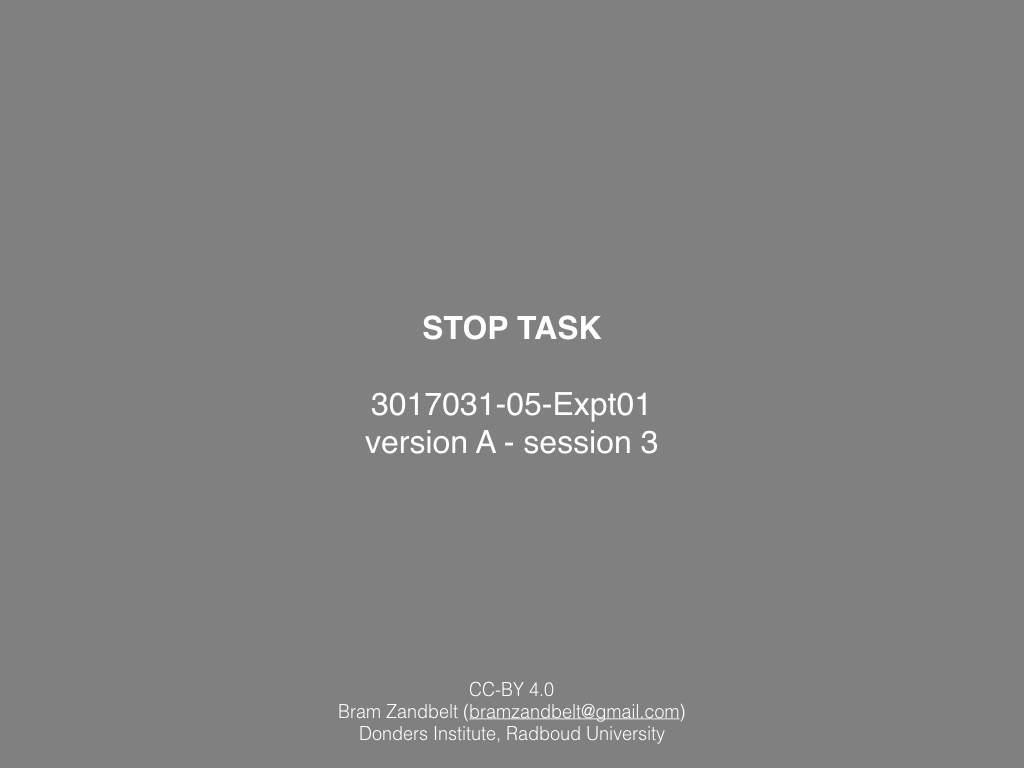 STOP TASK
3017031-05-Expt01
version A - session 3
CC-BY 4.0
Bram Zandbelt (bramzandbelt@gmail.com)
Donders Institute, Radboud University